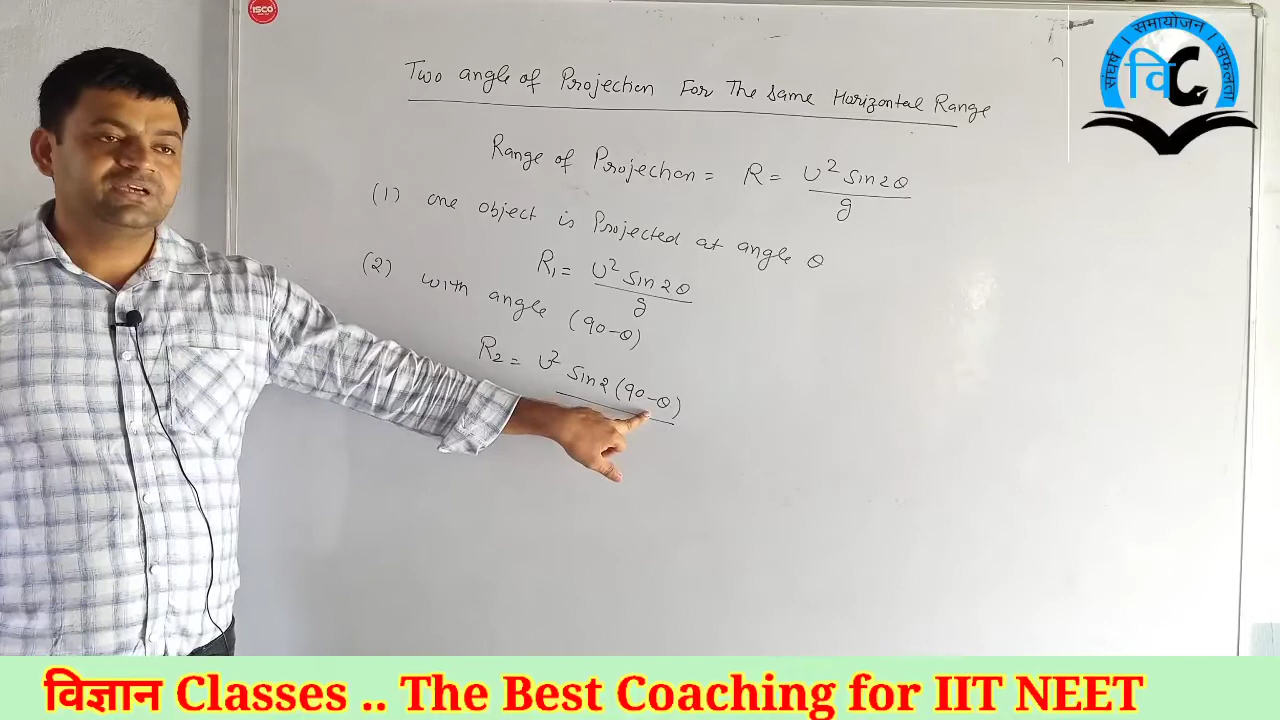 ISCO
संघर्ष । समायोजन । सफलता
वि C
Two angle of Projection For The same Horizontal Range
Range of Projection = R = u² sin2θ / g
(1) one object is Projected at angle θ
R₁ = u² sin2θ / g
(2) with angle (90-θ)
R₂ = u² sin2(90-θ)
विज्ञान Classes .. The Best Coaching for IIT NEET